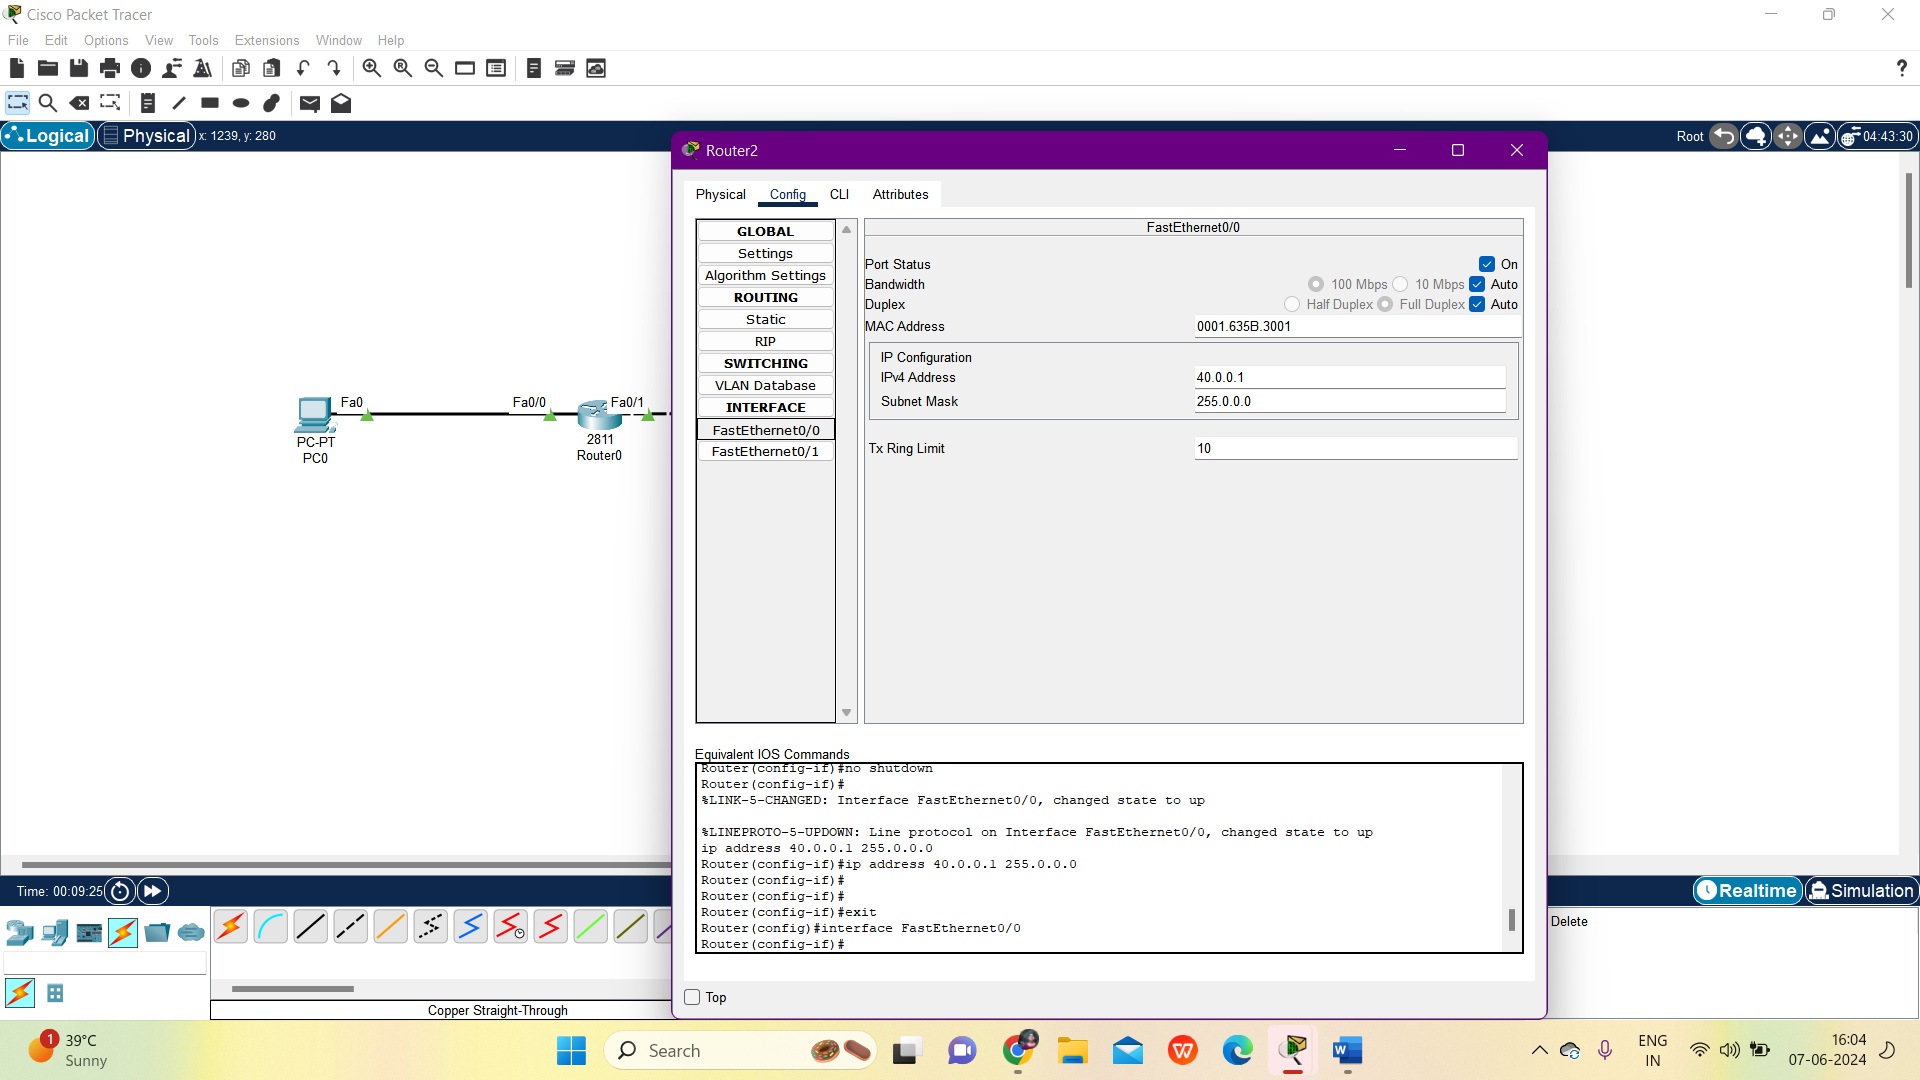 Cisco Packet Tracer
File Edit Options View Tools Extensions Window Help
?
Logical Physical x: 1239, y: 280
Root 04:43:30
Router2
Physical Config CLI Attributes
GLOBAL
Settings
Algorithm Settings
ROUTING
Static
RIP
SWITCHING
VLAN Database
INTERFACE
FastEthernet0/0
FastEthernet0/1
FastEthernet0/0
Port Status On
Bandwidth 100 Mbps 10 Mbps Auto
Duplex Half Duplex Full Duplex Auto
MAC Address 0001.635B.3001
IP Configuration
IPv4 Address 40.0.0.1
Subnet Mask 255.0.0.0
Tx Ring Limit 10
Fa0 Fa0/0 Fa0/1
PC-PT
PC0
2811
Router0
Equivalent IOS Commands
Router(config-if)#no shutdown
Router(config-if)#
%LINK-5-CHANGED: Interface FastEthernet0/0, changed state to up
%LINEPROTO-5-UPDOWN: Line protocol on Interface FastEthernet0/0, changed state to up
ip address 40.0.0.1 255.0.0.0
Router(config-if)#ip address 40.0.0.1 255.0.0.0
Router(config-if)#
Router(config-if)#
Router(config-if)#exit
Router(config)#interface FastEthernet0/0
Router(config-if)#
Top
Time: 00:09:25
Realtime Simulation
Delete
Copper Straight-Through
1
39°C
Sunny
Search
W
W
ENG
IN
16:04
07-06-2024